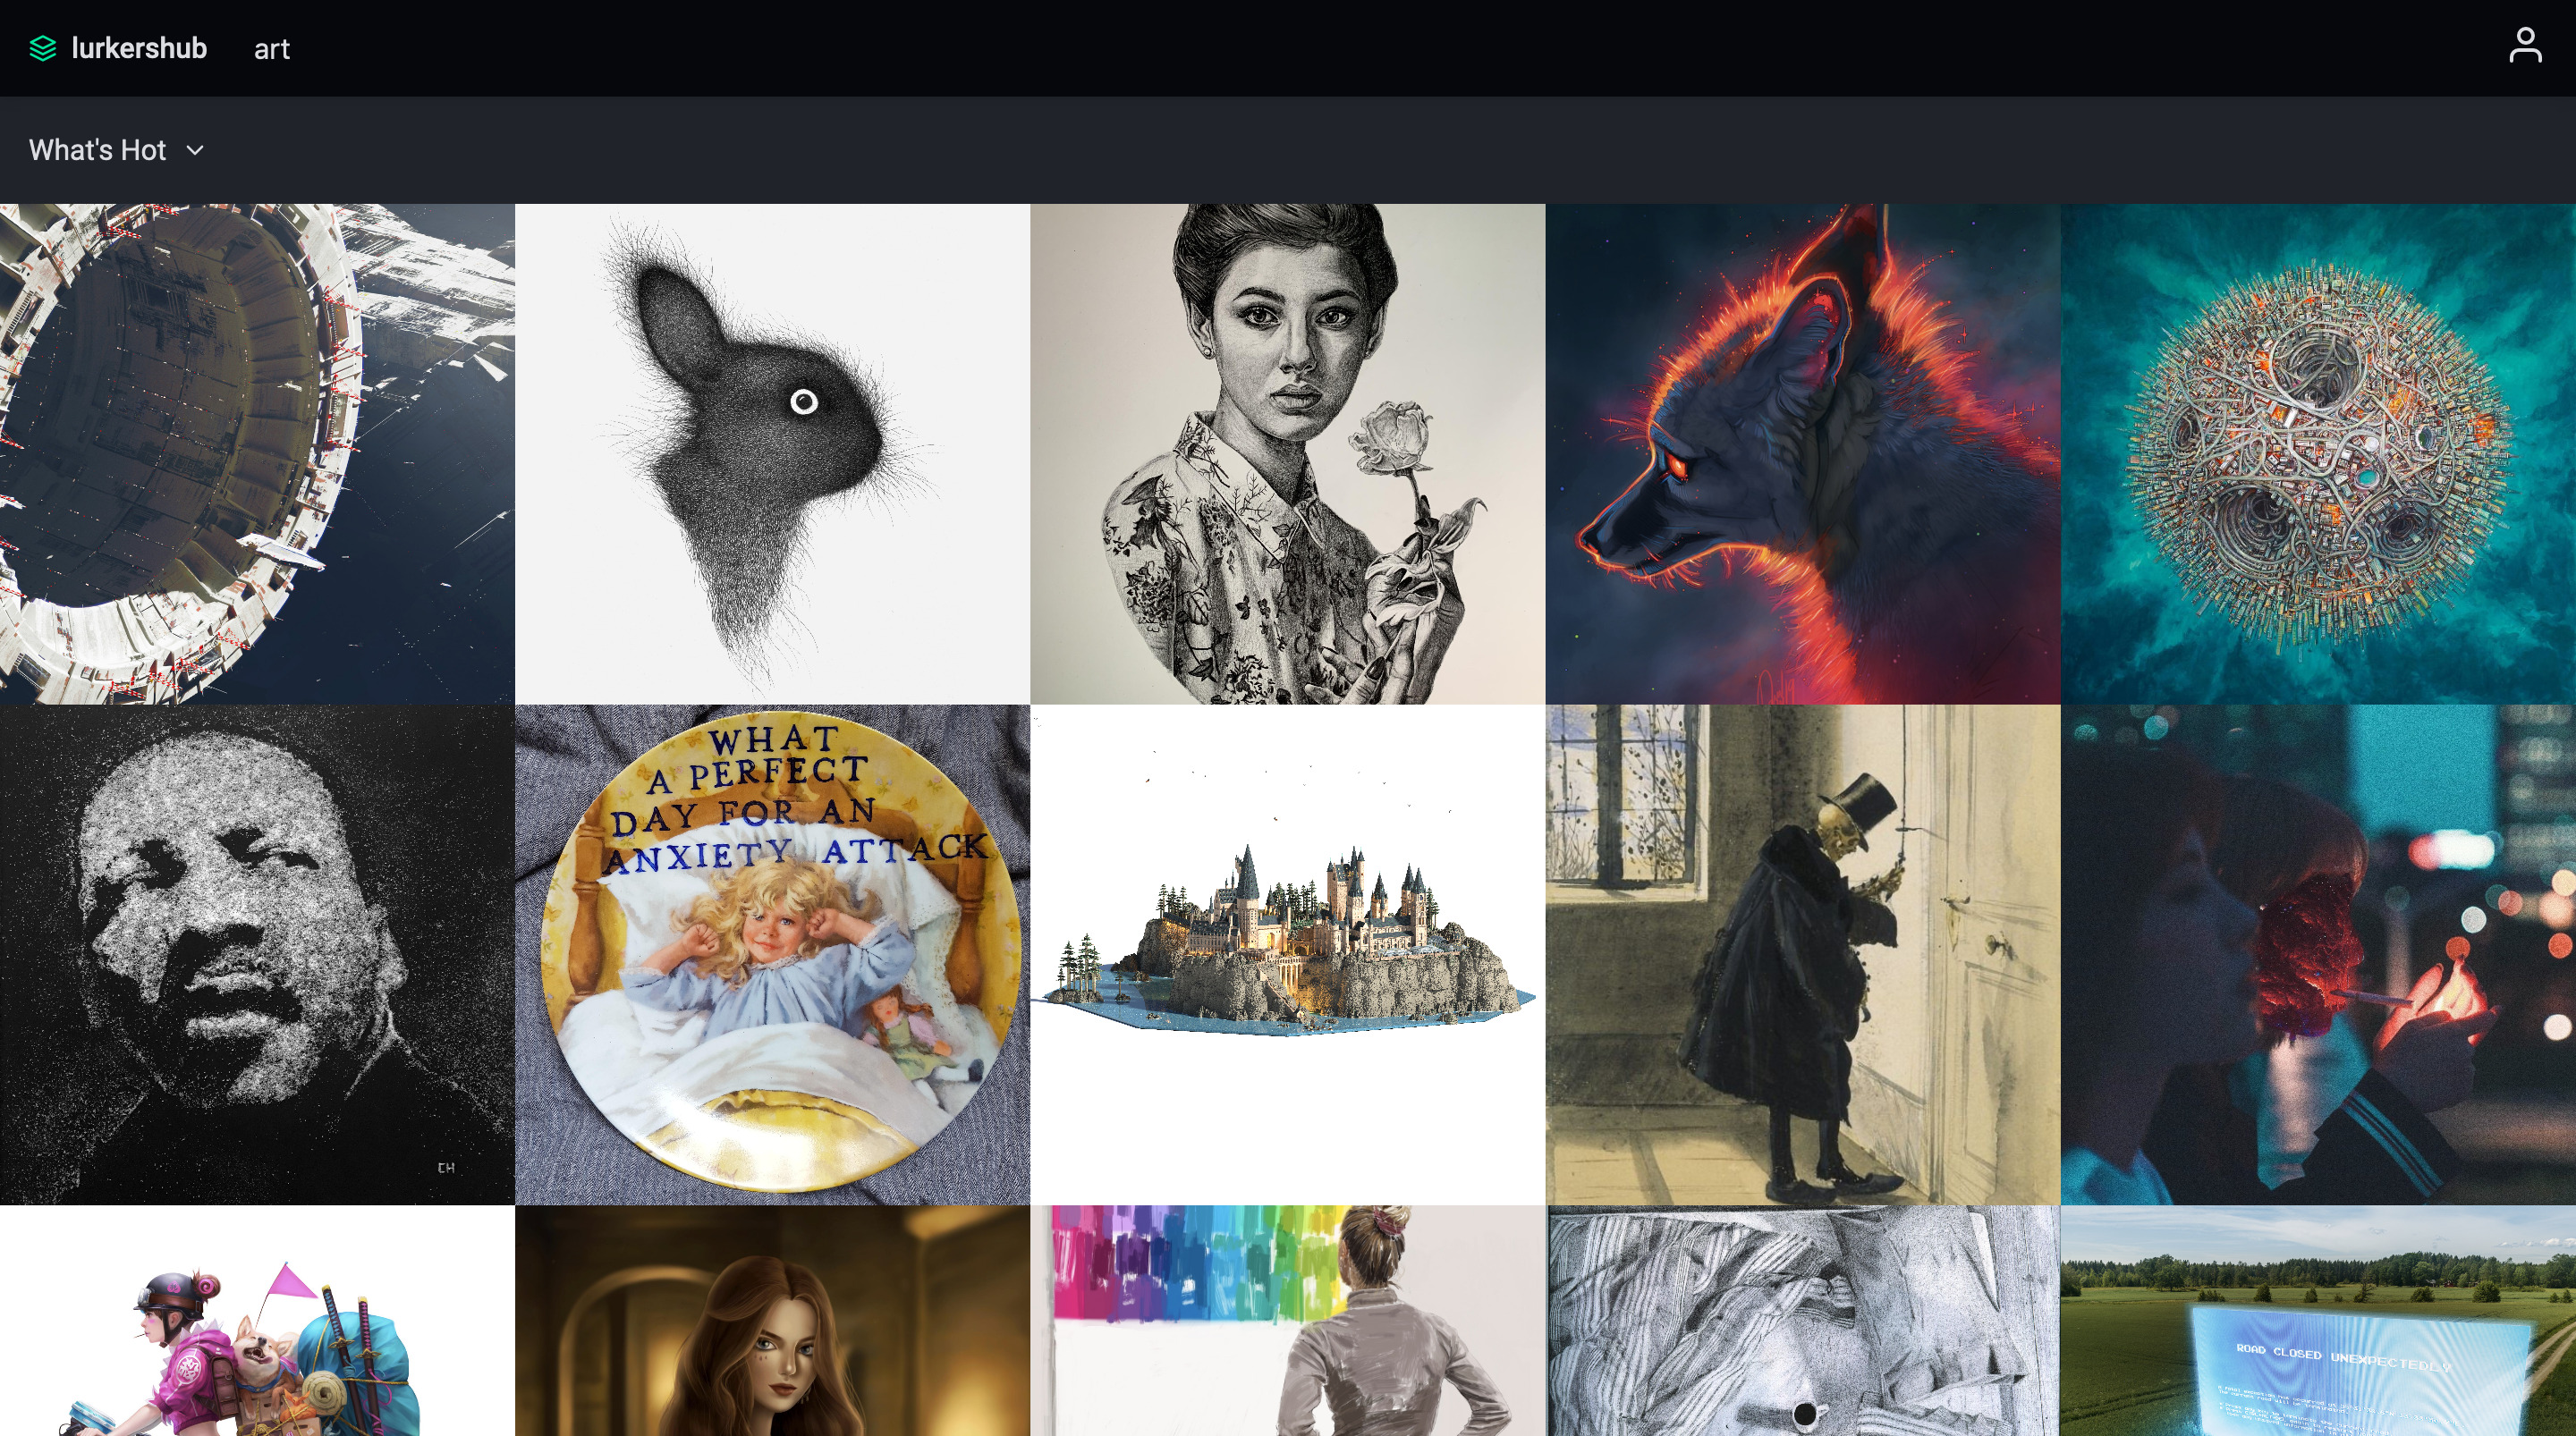 lurkershub
art
What's Hot
WHAT
A PERFECT
DAY FOR AN
ANXIETY ATTACK
CH
ROAD CLOSED UNEXPECTEDLY